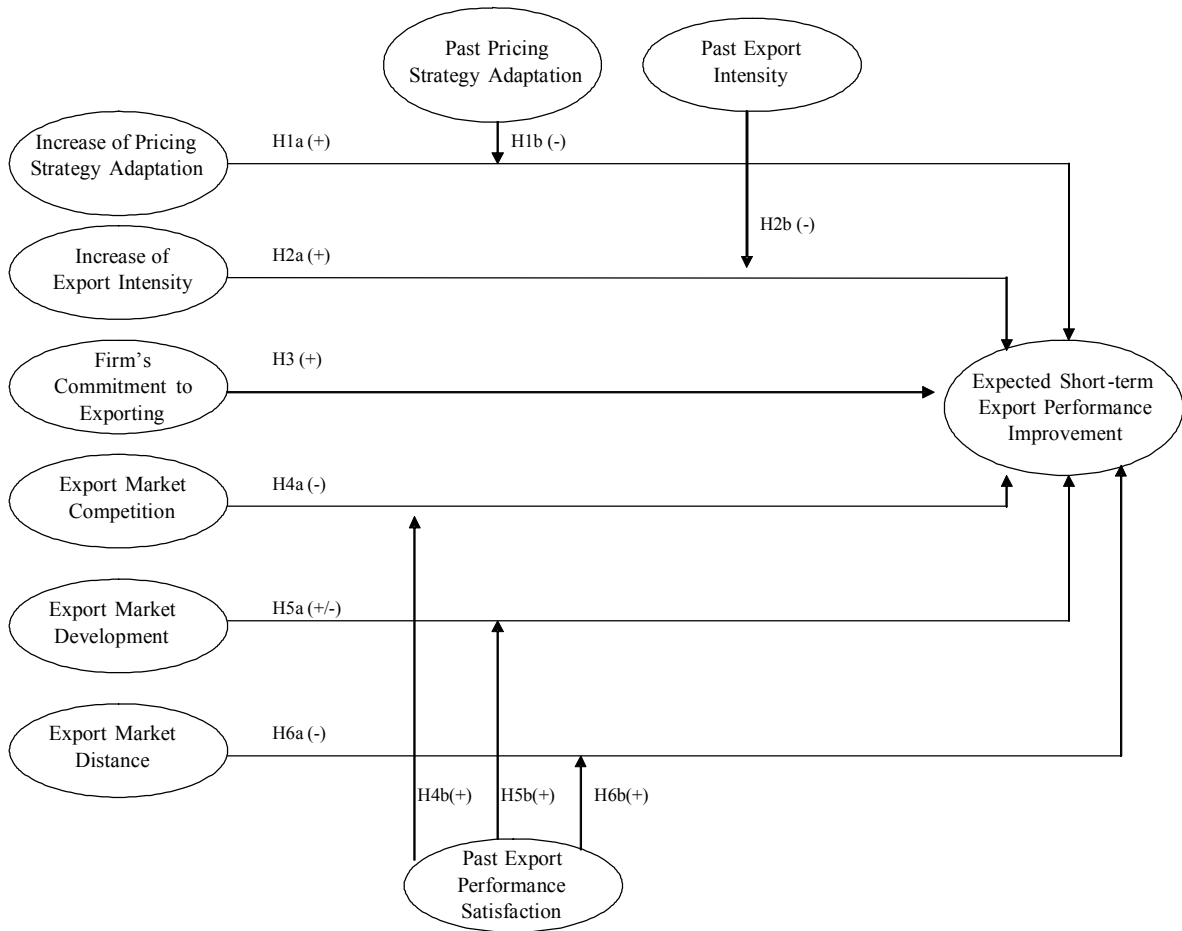 Past Pricing
Strategy Adaptation
Past Export
Intensity
Increase of Pricing
Strategy Adaptation
H1a (+)
H1b (-)
H2b (-)
Increase of
Export Intensity
H2a (+)
Firm's
Commitment to
Exporting
H3 (+)
Expected Short-term
Export Performance
Improvement
Export Market
Competition
H4a (-)
Export Market
Development
H5a (+/-)
Export Market
Distance
H6a (-)
H4b(+)
H5b(+)
H6b(+)
Past Export
Performance
Satisfaction